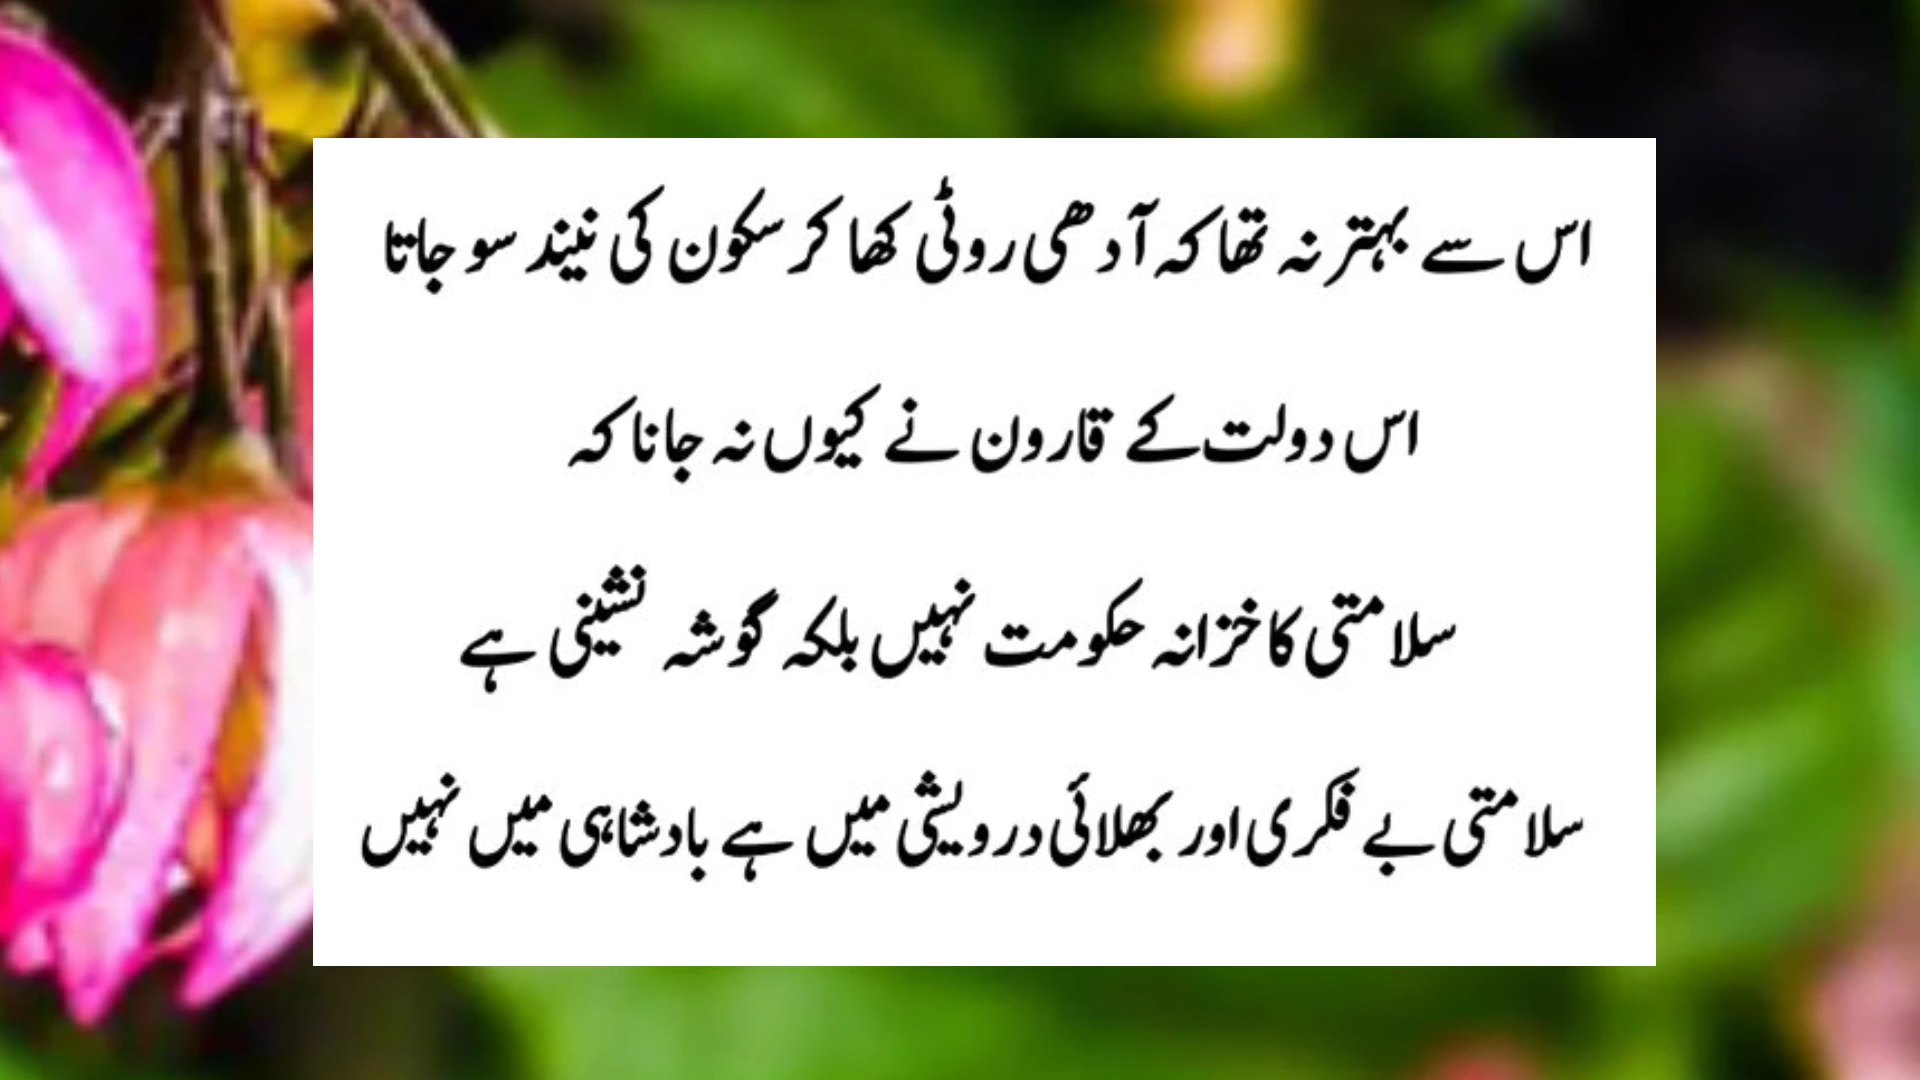 اس سے بہتر نہ تھا کہ آدھی روٹی کھا کر سکون کی نیند سو جاتا
اس دولت کے قارون نے کیوں نہ جانا کہ
سلامتی کا خزانہ حکومت نہیں بلکہ گوشہ نشینی ہے
سلامتی بے فکری اور بھلائی درویشی میں ہے بادشاہی میں نہیں